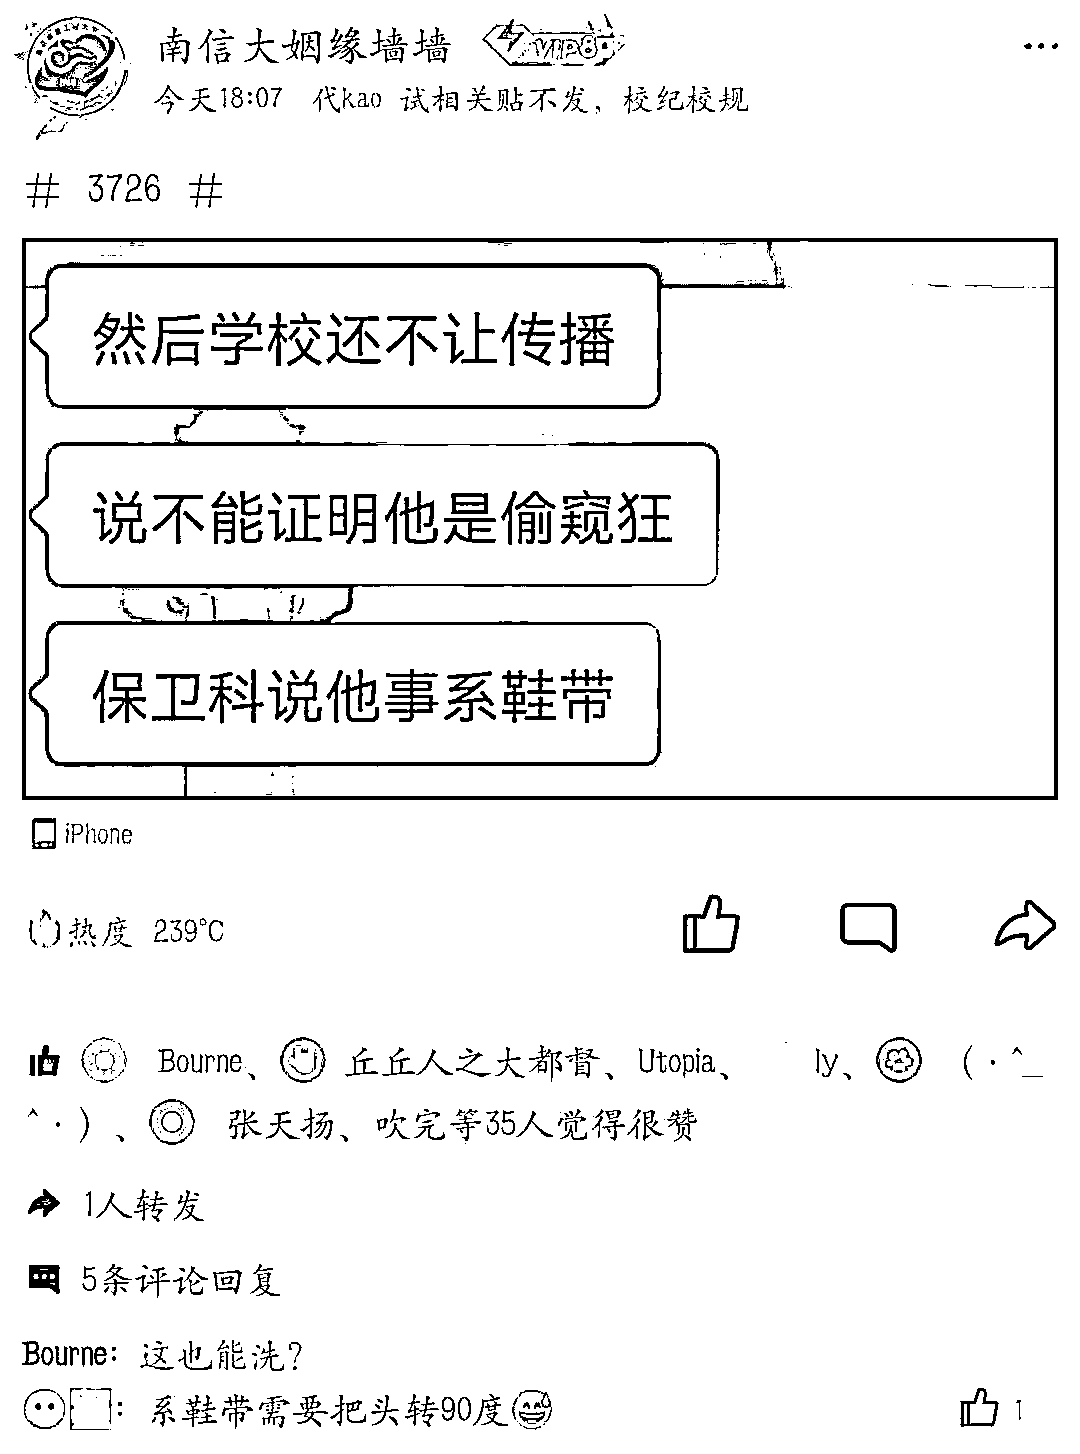 南信大姻缘墙墙 VIP8
今天18:07 代kao 试相关贴不发，校纪校规
# 3726 #
然后学校还不让传播
说不能证明他是偷窥狂
保卫科说他事系鞋带
iPhone
热度 239°C
Bourne、 丘丘人之大都督、Utopia、 ly、 ( · ^_
^ · ) 、 张天扬、吹完等35人觉得很赞
1人转发
5条评论回复
Bourne: 这也能洗?
: 系鞋带需要把头转90度😅 1